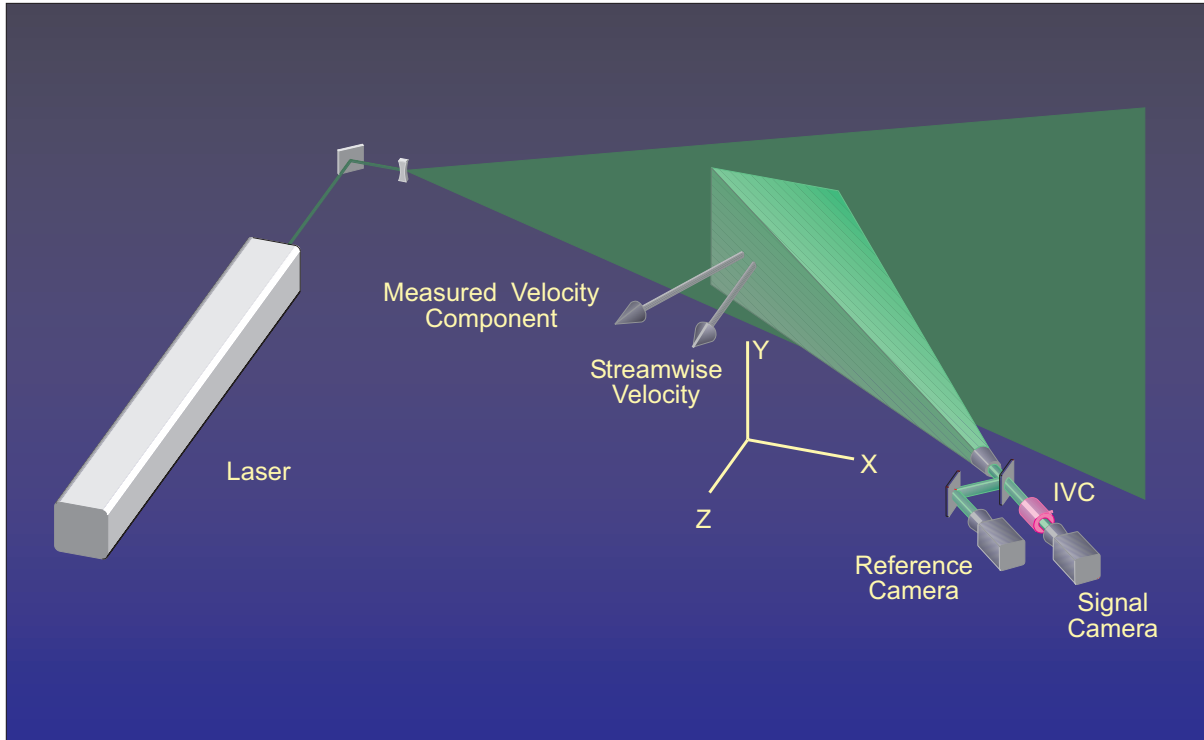 Measured Velocity
Component
Streamwise
Velocity
Y
X
Z
Laser
IVC
Reference
Camera
Signal
Camera